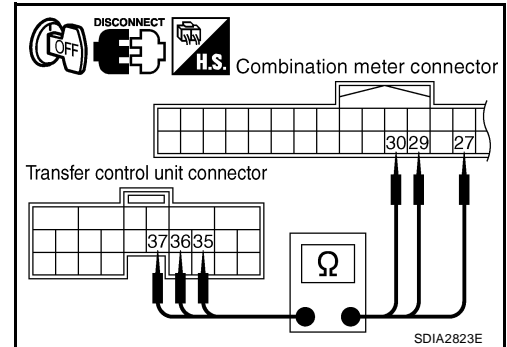 DISCONNECT
OFF
H.S.
Combination meter connector
30 29 27
Transfer control unit connector
37 36 35
Ω
SDIA2823E